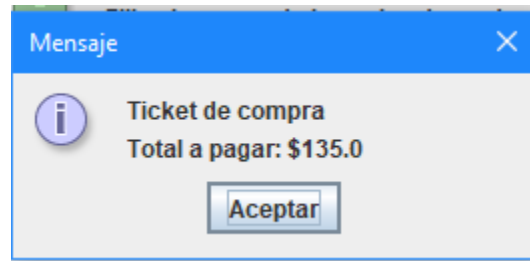 Mensaje
Ticket de compra
Total a pagar: $135.0
Aceptar